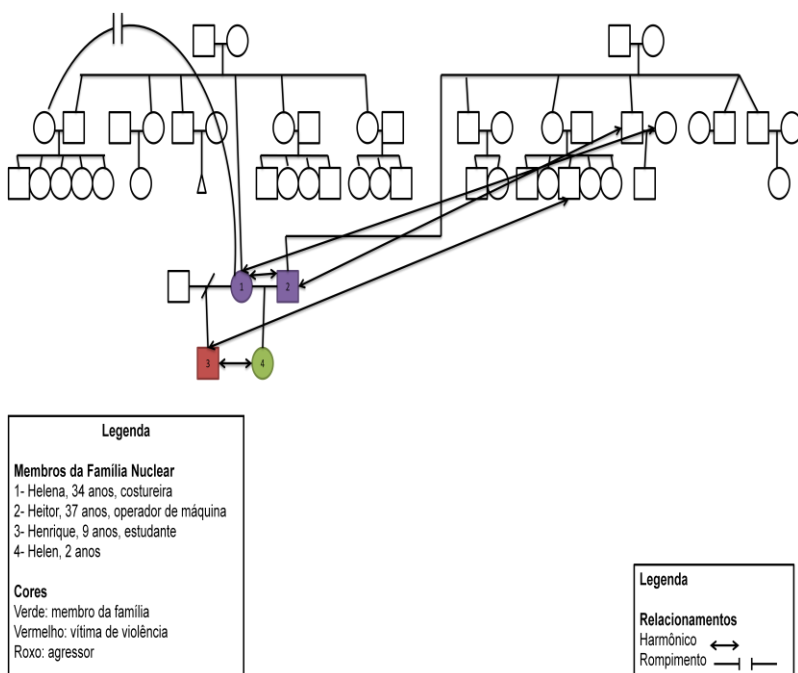 1
2
3
4
Legenda
Membros da Família Nuclear
1- Helena, 34 anos, costureira
2- Heitor, 37 anos, operador de máquina
3- Henrique, 9 anos, estudante
4- Helen, 2 anos
Cores
Verde: membro da família
Vermelho: vítima de violência
Roxo: agressor
Legenda
Relacionamentos
Harmônico
Rompimento